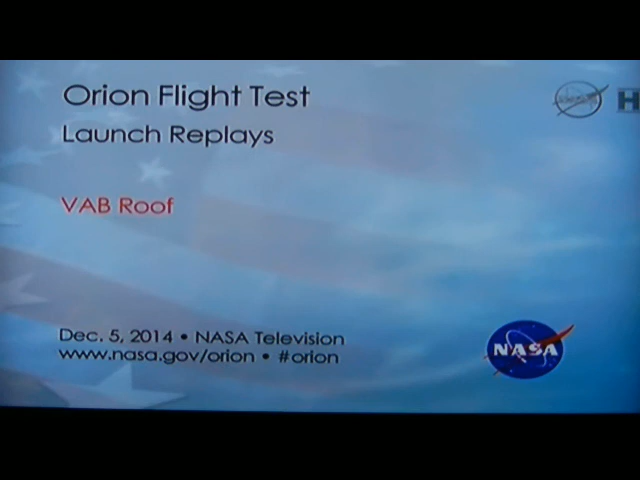 Orion Flight Test
Launch Replays
H
VAB Roof
Dec. 5, 2014 • NASA Television
www.nasa.gov/orion • #orion
NASA